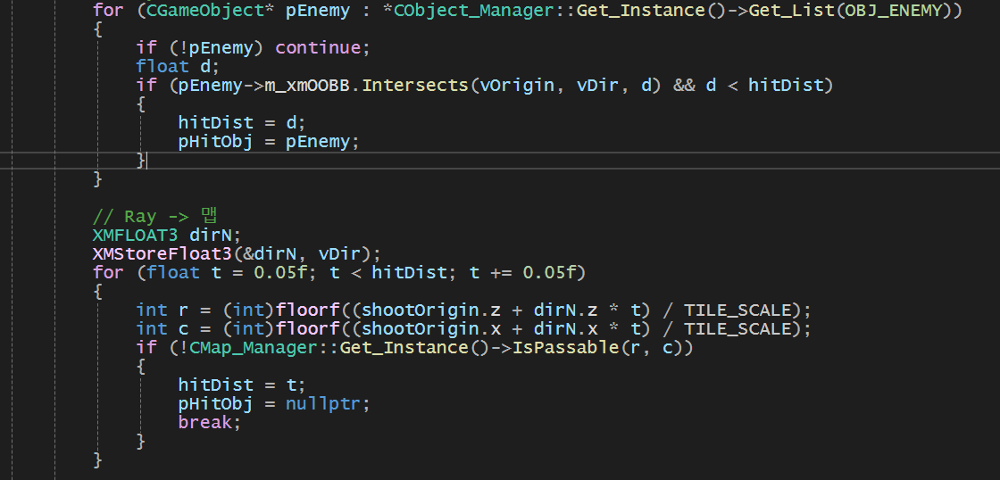 for (CGameObject* pEnemy : *CObject_Manager::Get_Instance()->Get_List(OBJ_ENEMY))
{
if (!pEnemy) continue;
float d;
if (pEnemy->m_xmOOBB.Intersects(vOrigin, vDir, d) && d < hitDist)
{
hitDist = d;
pHitObj = pEnemy;
}
}
// Ray -> 맵
XMFLOAT3 dirN;
XMStoreFloat3(&dirN, vDir);
for (float t = 0.05f; t < hitDist; t += 0.05f)
{
int r = (int)floorf((shootOrigin.z + dirN.z * t) / TILE_SCALE);
int c = (int)floorf((shootOrigin.x + dirN.x * t) / TILE_SCALE);
if (!CMap_Manager::Get_Instance()->IsPassable(r, c))
{
hitDist = t;
pHitObj = nullptr;
break;
}
}